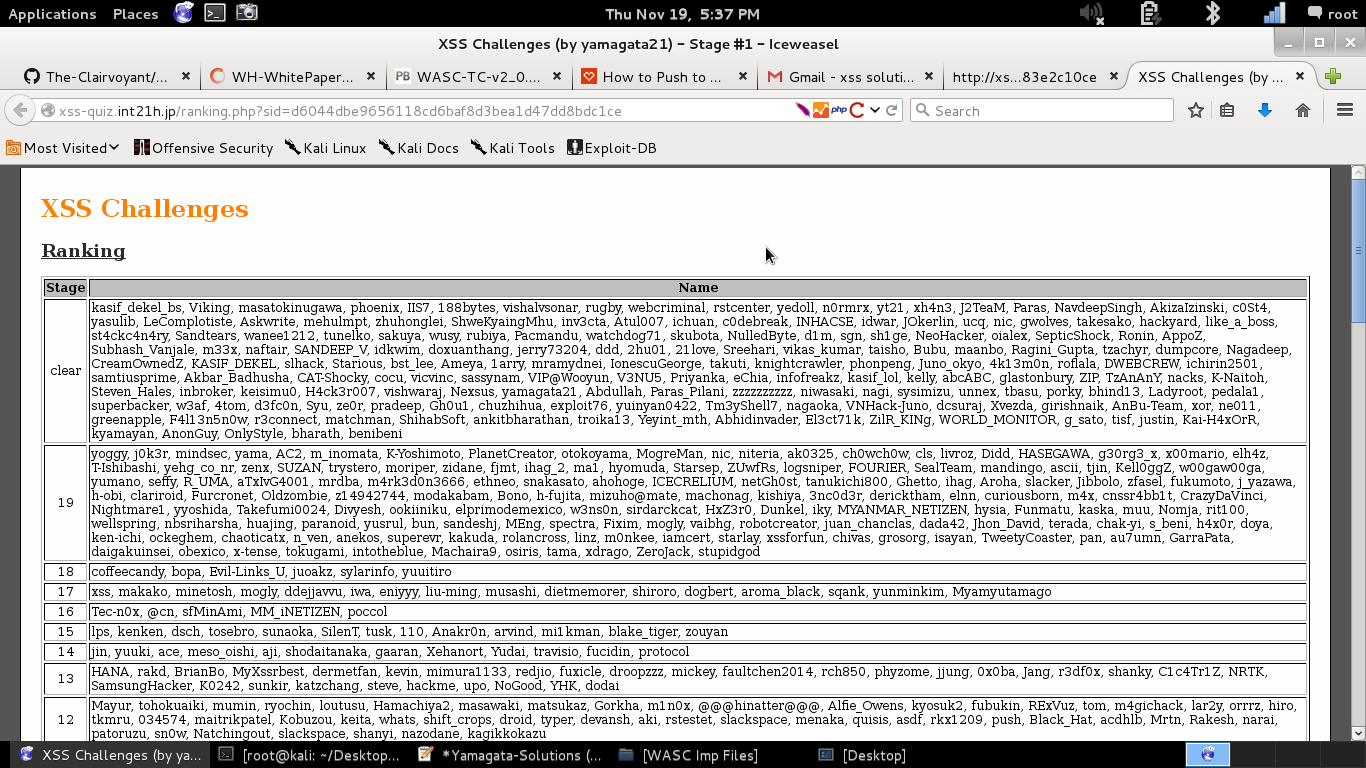 Applications Places Thu Nov 19, 5:37 PM root
XSS Challenges (by yamagata21) – Stage #1 – Iceweasel
The-Clairvoyant/... WH-WhitePaper... WASC-TC-v2_0.... How to Push to ... Gmail - xss soluti... http://xs...83e2c10ce XSS Challenges (by ...
xss-quiz.int21h.jp/ranking.php?sid=d6044dbe9656118cd6baf8d3bea1d47dd8bdc1ce php Search
Most Visited Offensive Security Kali Linux Kali Docs Kali Tools Exploit-DB
XSS Challenges
Ranking
Stage Name
kasif_dekel_bs, Viking, masatokinugawa, phoenix, IIS7, 188bytes, vishalvsonar, rugby, webcriminal, rstcenter, yedoll, n0rmrx, yt21, xh4n3, J2TeaM, Paras, NavdeepSingh, AkizaIzinski, c0St4,
yasulib, LeComplotiste, Askwrite, mehulmpt, zhuhonglei, ShweKyaingMhu, inv3cta, Atul007, ichuan, c0debreak, INHACSE, idwar, JOkerlin, ucq, nic, gwolves, takesako, hackyard, like_a_boss,
st4ckc4n4ry, Sandtears, wanee1212, tunelko, sakuya, wusy, rubiya, Pacmandu, watchdog71, skubota, NulledByte, d1m, sgn, sh1ge, NeoHacker, oialex, SepticShock, Ronin, AppoZ,
Subhash_Vanjale, m33x, naftair, SANDEEP_V, idkwim, doxuanthang, jerry73204, ddd, 2hu01, 21love, Sreehari, vikas_kumar, taisho, Bubu, maanbo, Ragini_Gupta, tzachyr, dumpcore, Nagadeep,
CreamOwnedZ, KASIF_DEKEL, slhack, Starious, bst_lee, Ameya, 1arry, mramydnei, IonescuGeorge, takuti, knightcrawler, phonpeng, Juno_okyo, 4k13m0n, roflala, DWEBCREW, ichirin2501,
clear samtiusprime, Akbar_Badhusha, CAT-Shocky, cocu, vicvinc, sassynam, VIP@Wooyun, V3NU5, Priyanka, eChia, infofreakz, kasif_lol, kelly, abcABC, glastonbury, ZIP, TzAnAnY, nacks, K-Naitoh,
Steven_Hales, inbroker, keisimu0, H4ck3r007, vishwaraj, Nexsus, yamagata21, Abdullah, Paras_Pilani, zzzzzzzzzz, niwasaki, nagi, sysimizu, unnex, tbasu, porky, bhind13, Ladyroot, pedala1,
superbacker, w3af, 4tom, d3fc0n, Syu, ze0r, pradeep, Gh0u1, chuzhihua, exploit76, yuinyan0422, Tm3yShell7, nagaoka, VNHack-Juno, dcsuraj, Xwezda, girishnaik, AnBu-Team, xor, ne011,
greenapple, F4l13n5n0w, r3connect, matchman, ShihabSoft, ankitbharathan, troika13, Yeyint_mth, Abhidinvader, El3ct71k, ZilR_KINg, WORLD_MONITOR, g_sato, tisf, justin, Kai-H4xOrR,
kyamayan, AnonGuy, OnlyStyle, bharath, benibeni
yoggy, j0k3r, mindsec, yama, AC2, m_inomata, K-Yoshimoto, PlanetCreator, otokoyama, MogreMan, nic, niteria, ak0325, ch0wch0w, cls, livroz, Didd, HASEGAWA, g30rg3_x, x00mario, elh4z,
T-Ishibashi, yehg_co_nr, zenx, SUZAN, trystero, moriper, zidane, fjmt, ihag_2, ma1, hyomuda, Starsep, ZUwfRs, logsniper, FOURIER, SealTeam, mandingo, ascii, tjin, Kell0ggZ, w00gaw00ga,
yumano, seffy, R_UMA, aTxIvG4001, mrdba, m4rk3d0n3666, ethneo, snakasato, ahohoge, ICECRELIUM, netGh0st, tanukichi800, Ghetto, ihag, Aroha, slacker, Jibbolo, zfasel, fukumoto, j_yazawa,
h-obi, clariroid, Furcronet, Oldzombie, z14942744, modakabam, Bono, h-fujita, mizuho@mate, machonag, kishiya, 3nc0d3r, dericktham, elnn, curiousborn, m4x, cnssr4bb1t, CrazyDaVinci,
19 Nightmare1, yyoshida, Takefumi0024, Divyesh, ookiiniku, elprimodemexico, w3ns0n, sirdarckcat, HxZ3r0, Dunkel, iky, MYANMAR_NETIZEN, hysia, Funmatu, kaska, muu, Nomja, rit100,
wellspring, nbsriharsha, huajing, paranoid, yusrul, bun, sandeshj, MEng, spectra, Fixim, mogly, vaibhg, robotcreator, juan_chanclas, dada42, Jhon_David, terada, chak-yi, s_beni, h4x0r, doya,
ken-ichi, ockeghem, chaoticatx, n_ven, anekos, superevr, kakuda, rolancross, linz, m0nkee, iamcert, starlay, xssforfun, chivas, grosorg, isayan, TweetyCoaster, pan, au7umn, GarraPata,
daigakuinsei, obexico, x-tense, tokugami, intotheblue, Machaira9, osiris, tama, xdrago, ZeroJack, stupidgod
18 coffeecandy, bopa, Evil-Links_U, juoakz, sylarinfo, yuuitiro
17 xss, makako, minetosh, mogly, ddejjavvu, iwa, eniyyy, liu-ming, musashi, dietmemorer, shiroro, dogbert, aroma_black, sqank, yunminkim, Myamyutamago
16 Tec-n0x, @cn, sfMinAmi, MM_iNETIZEN, poccol
15 lps, kenken, dsch, tosebro, sunaoka, SilenT, tusk, 110, Anakr0n, arvind, mi1kman, blake_tiger, zouyan
14 jin, yuuki, ace, meso_oishi, aji, shodaitanaka, gaaran, Xehanort, Yudai, travisio, fucidin, protocol
HANA, rakd, BrianBo, MyXssrbest, dermetfan, kevin, mimura1133, redjio, fuxicle, droopzzz, mickey, faultchen2014, rch850, phyzome, jjung, 0x0ba, Jang, r3df0x, shanky, C1c4Tr1Z, NRTK,
13 SamsungHacker, K0242, sunkir, katzchang, steve, hackme, upo, NoGood, YHK, dodai
Mayur, tohokuaiki, mumin, ryochin, loutusu, Hamachiya2, masawaki, matsukaz, Gorkha, m1n0x, @@@hinatter@@@, Alfie_Owens, kyosuk2, fubukin, RExVuz, tom, m4gichack, lar2y, orrrz, hiro,
12 tkmru, 034574, maitrikpatel, Kobuzou, keita, whats, shift_crops, droid, typer, devansh, aki, rstestet, slackspace, menaka, quisis, asdf, rkx1209, push, Black_Hat, acdhlb, Mrtn, Rakesh, narai,
patoruzu, sn0w, Natchingout, slackspace, shanyi, nazodane, kagikkokazu
XSS Challenges (by ya... [root@kali: ~/Desktop... *Yamagata-Solutions (... [WASC Imp Files] [Desktop]